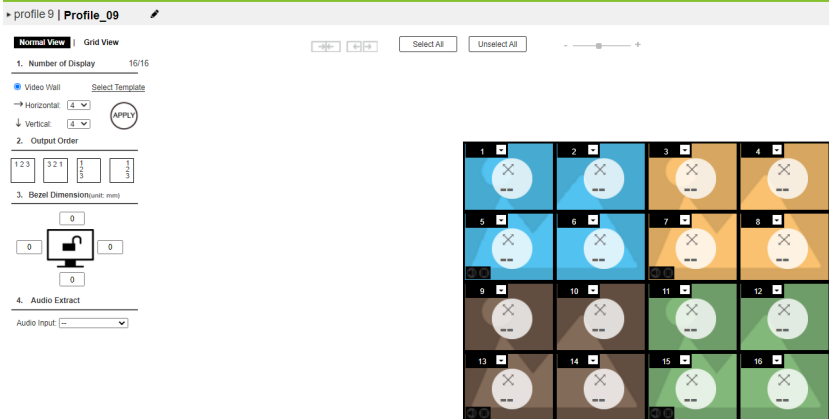 profile 9 | Profile_09
Normal View | Grid View
Select All Unselect All - +
1. Number of Display 16/16
Video Wall Select Template
Horizontal: 4
APPLY
Vertical: 4
2. Output Order
1 2 3 3 2 1 1 2 3 1 2 3
3. Bezel Dimension(unit: mm)
0
0 0
0
4. Audio Extract
Audio Input: --
1 2 3 4
-- -- -- --
5 6 7 8
-- -- -- --
9 10 11 12
-- -- -- --
13 14 15 16
-- -- -- --